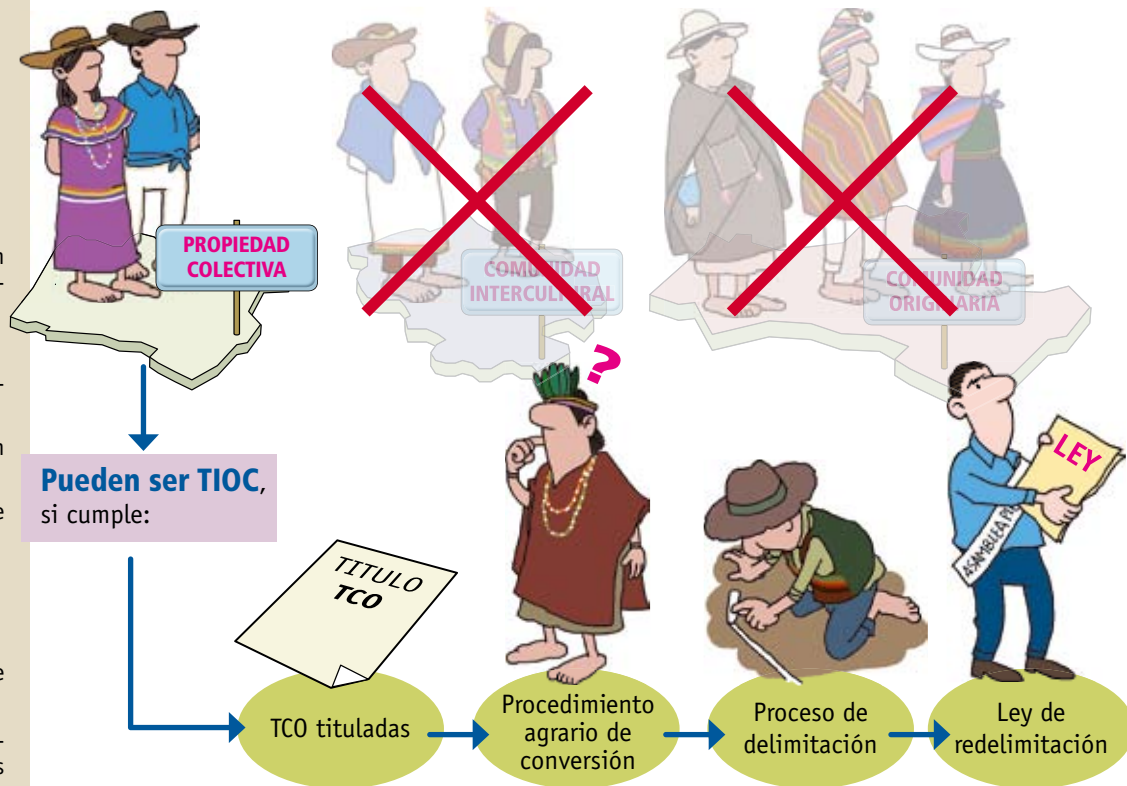 PROPIEDAD
COLECTIVA
COMUNIDAD
INTERCULTURAL
COMUNIDAD
ORIGINARIA
?
n
-
-
n
e
e
-
s
Pueden ser TIOC,
si cumple:
TITULO
TCO
LEY
ASAMBLEA
TCO tituladas
Procedimiento
agrario de
conversión
Proceso de
delimitación
Ley de
redelimitación